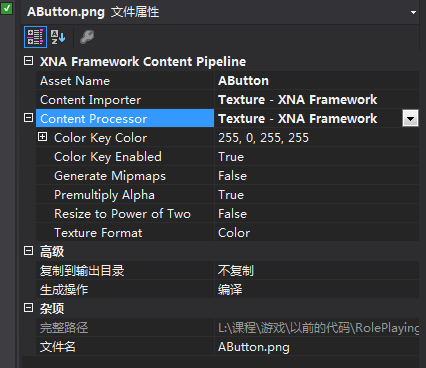 AButton.png 文件属性
XNA Framework Content Pipeline
Asset Name AButton
Content Importer Texture - XNA Framework
Content Processor Texture - XNA Framework
Color Key Color 255, 0, 255, 255
Color Key Enabled True
Generate Mipmaps False
Premultiply Alpha True
Resize to Power of Two False
Texture Format Color
高级
复制到输出目录 不复制
生成操作 编译
杂项
完整路径 L:\课程\游戏\以前的代码\RolePlaying
文件名 AButton.png